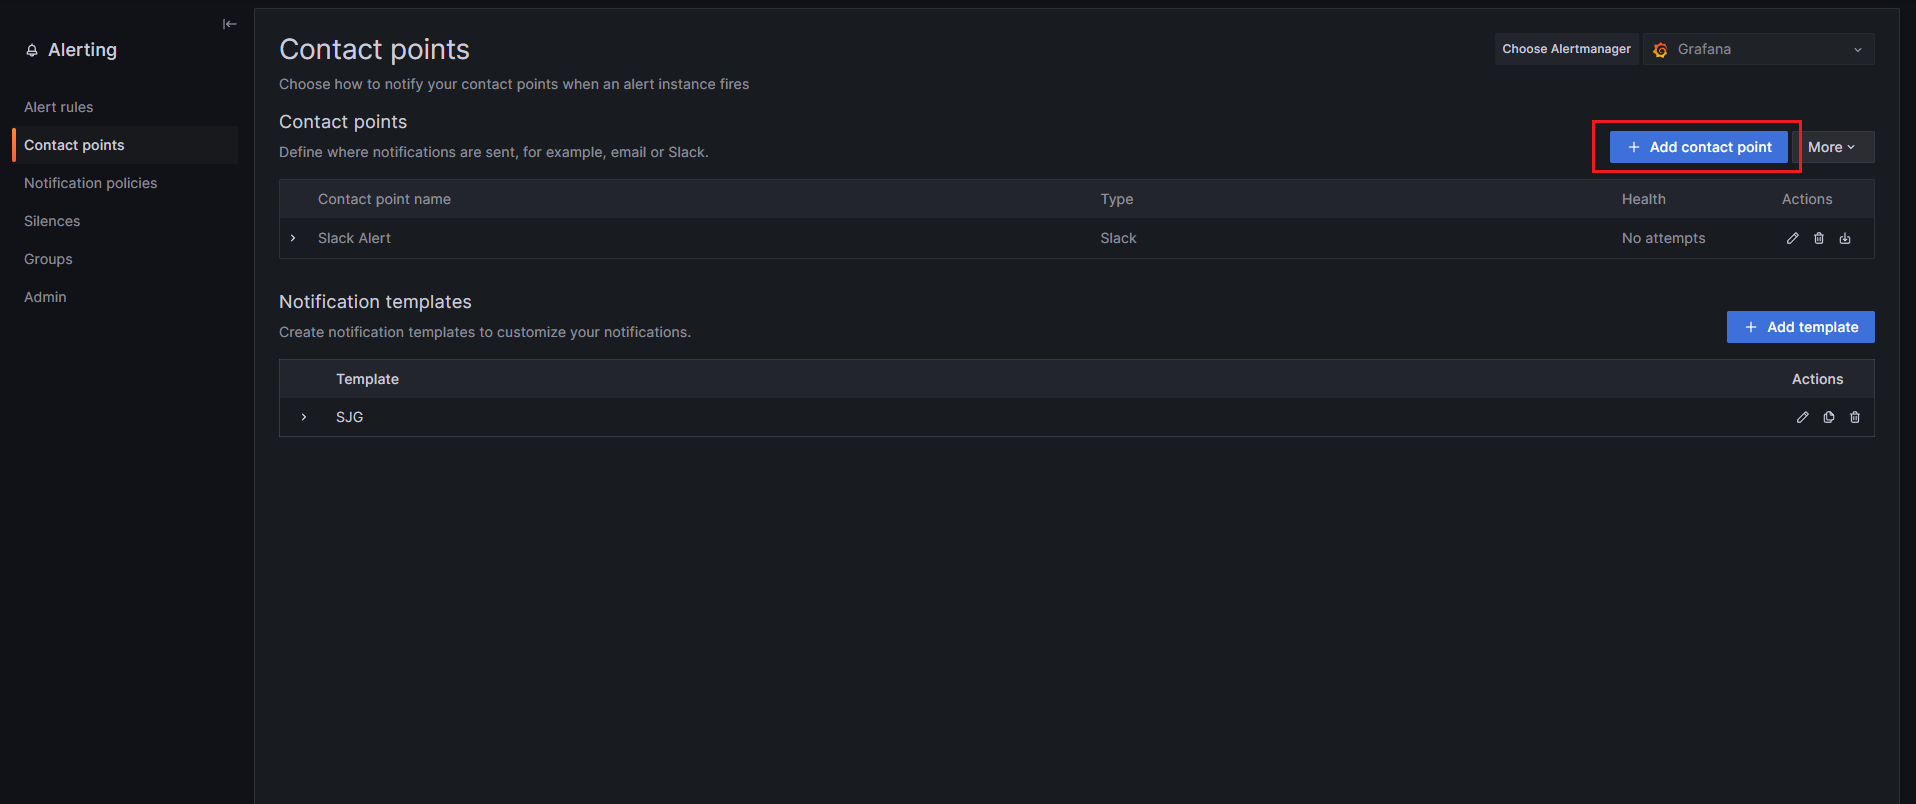 Alerting
Alert rules
Contact points
Notification policies
Silences
Groups
Admin
Contact points
Choose Alertmanager
Grafana
Choose how to notify your contact points when an alert instance fires
Contact points
Define where notifications are sent, for example, email or Slack.
+ Add contact point
More
Contact point name Type Health Actions
Slack Alert Slack No attempts
Notification templates
Create notification templates to customize your notifications.
+ Add template
Template Actions
SJG